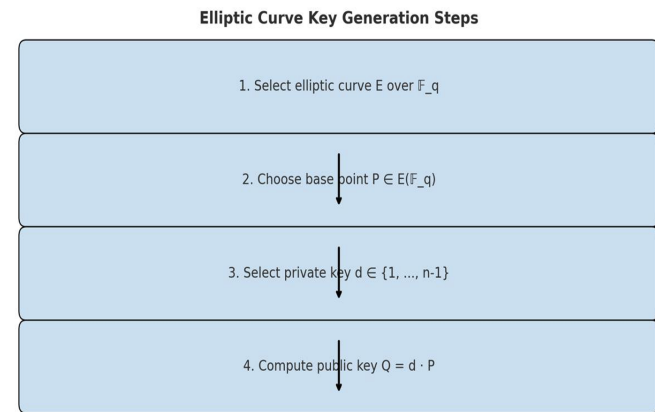 Elliptic Curve Key Generation Steps
1. Select elliptic curve E over 𝔽_q
2. Choose base point P ∈ E(𝔽_q)
3. Select private key d ∈ {1, ..., n-1}
4. Compute public key Q = d · P